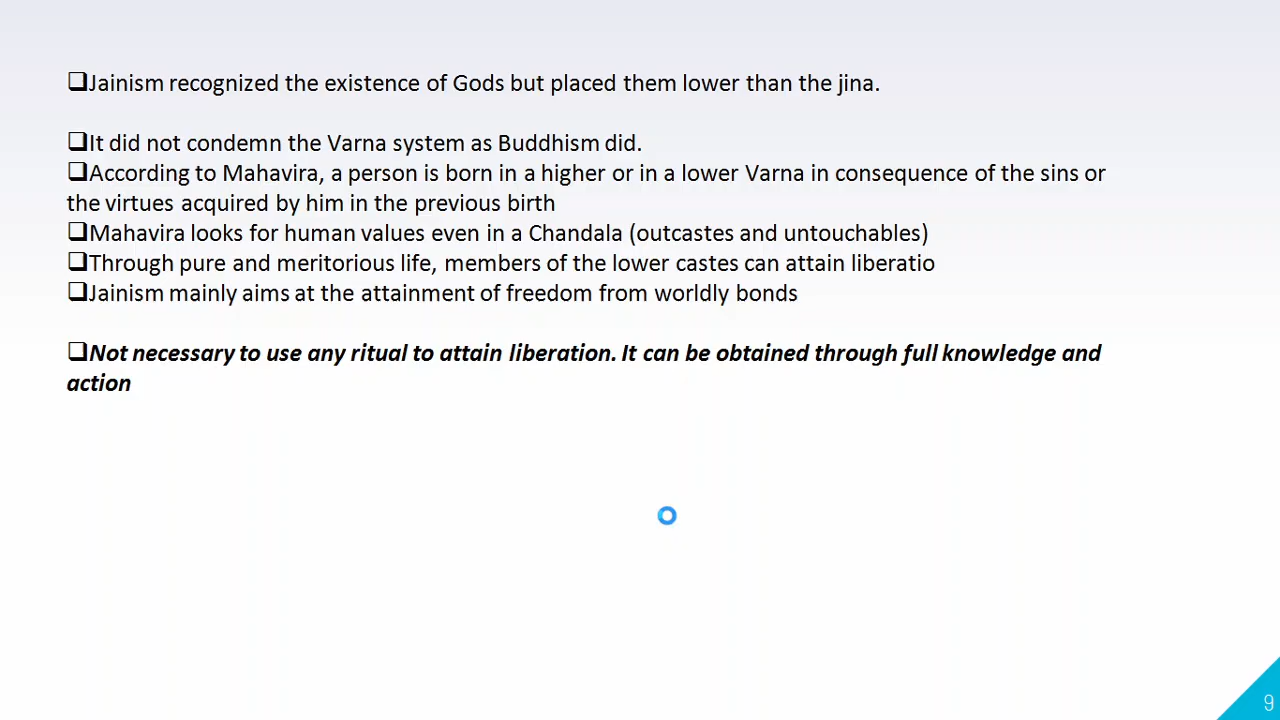 ❑Jainism recognized the existence of Gods but placed them lower than the jina.
❑It did not condemn the Varna system as Buddhism did.
❑According to Mahavira, a person is born in a higher or in a lower Varna in consequence of the sins or
the virtues acquired by him in the previous birth
❑Mahavira looks for human values even in a Chandala (outcastes and untouchables)
❑Through pure and meritorious life, members of the lower castes can attain liberatio
❑Jainism mainly aims at the attainment of freedom from worldly bonds
❑Not necessary to use any ritual to attain liberation. It can be obtained through full knowledge and
action
9